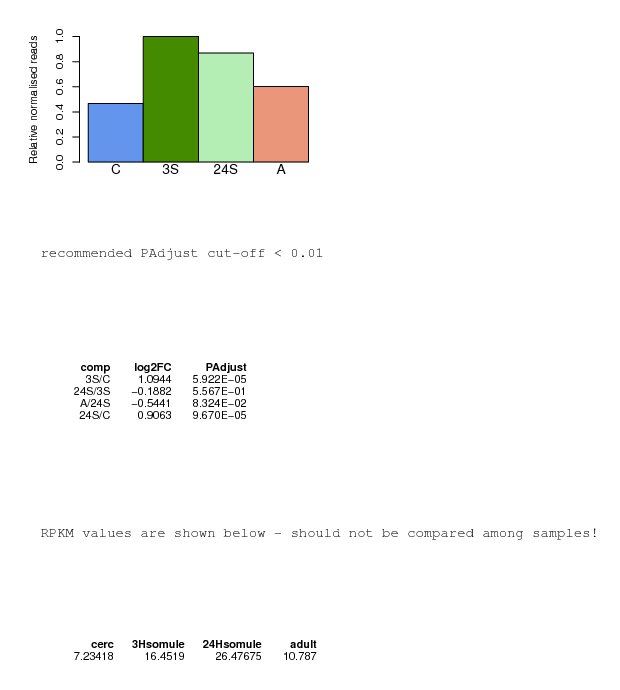 Relative normalised reads
0.0 0.2 0.4 0.6 0.8 1.0
C 3S 24S A
recommended PAdjust cut-off < 0.01
comp log2FC PAdjust
3S/C 1.0944 5.922E−05
24S/3S −0.1882 5.567E−01
A/24S −0.5441 8.324E−02
24S/C 0.9063 9.670E−05
RPKM values are shown below - should not be compared among samples!
cerc 3Hsomule 24Hsomule adult
7.23418 16.4519 26.47675 10.787